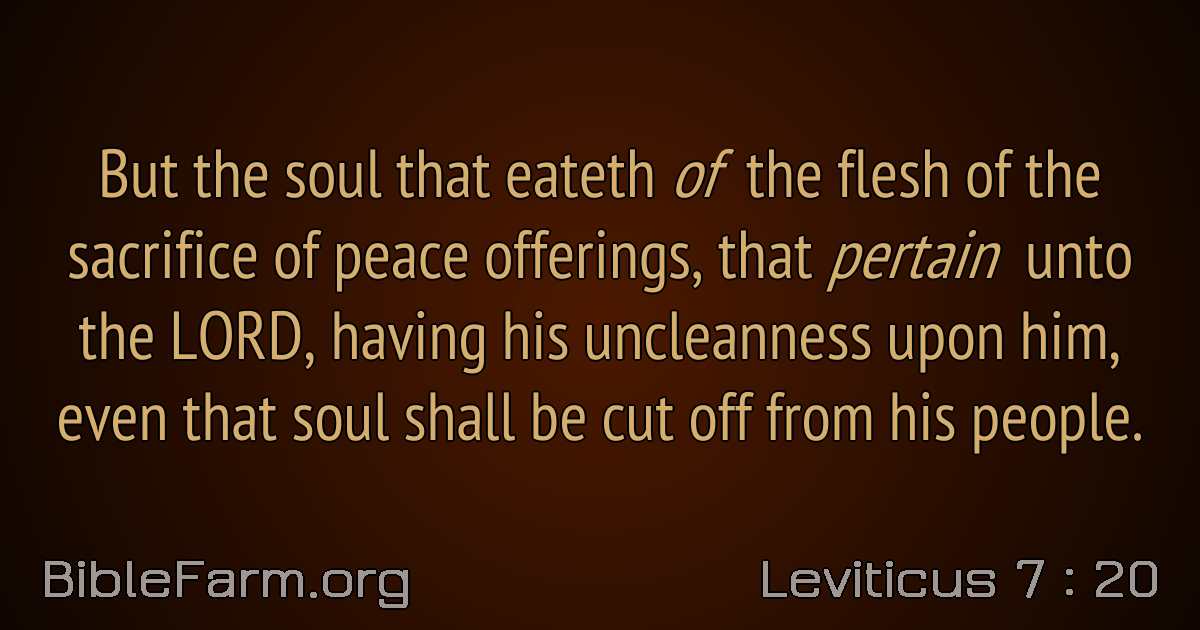 But the soul that eateth of the flesh of the
sacrifice of peace offerings, that pertain unto
the LORD, having his uncleanness upon him,
even that soul shall be cut off from his people.
BibleFarm.org
Leviticus 7 : 20